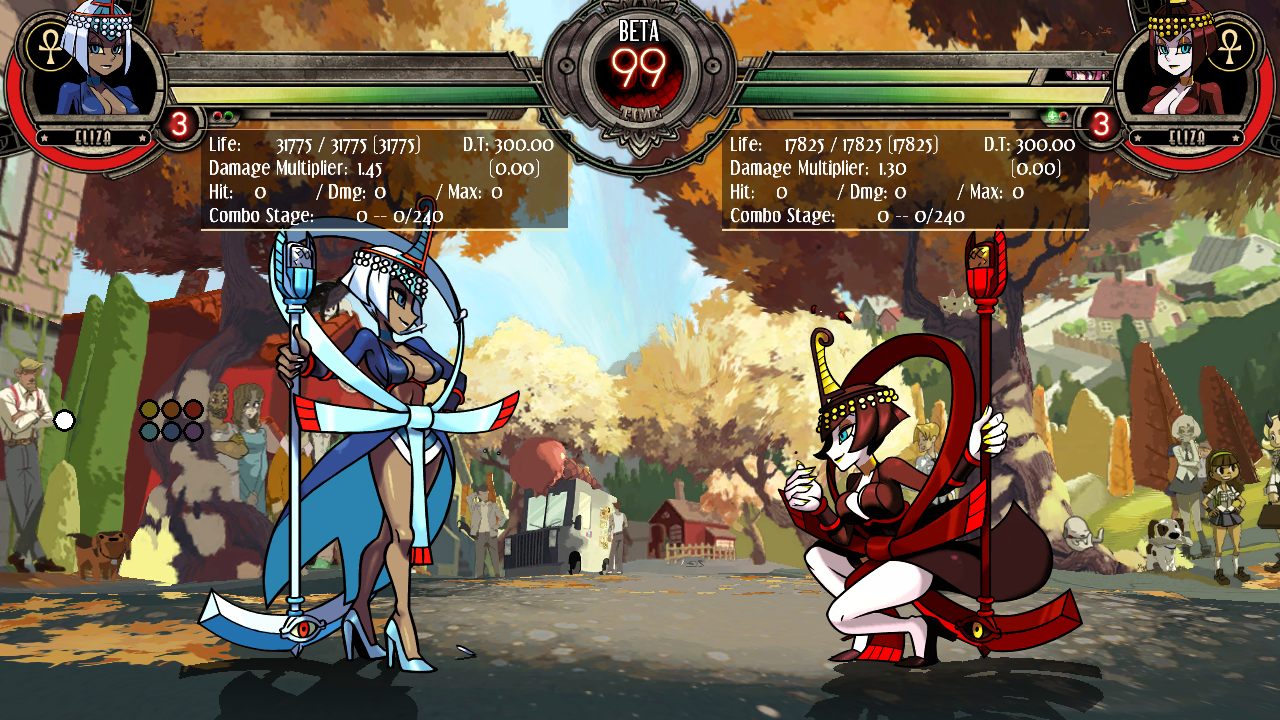 BETA
99
TIME
ELIZA
3
3
ELIZA
Life: 31775 / 31775 (31775) D.T: 300.00
Damage Multiplier: 1.45 (0.00)
Hit: 0 / Dmg: 0 / Max: 0
Combo Stage: 0 -- 0/240
Life: 17825 / 17825 (17825) D.T: 300.00
Damage Multiplier: 1.30 (0.00)
Hit: 0 / Dmg: 0 / Max: 0
Combo Stage: 0 -- 0/240